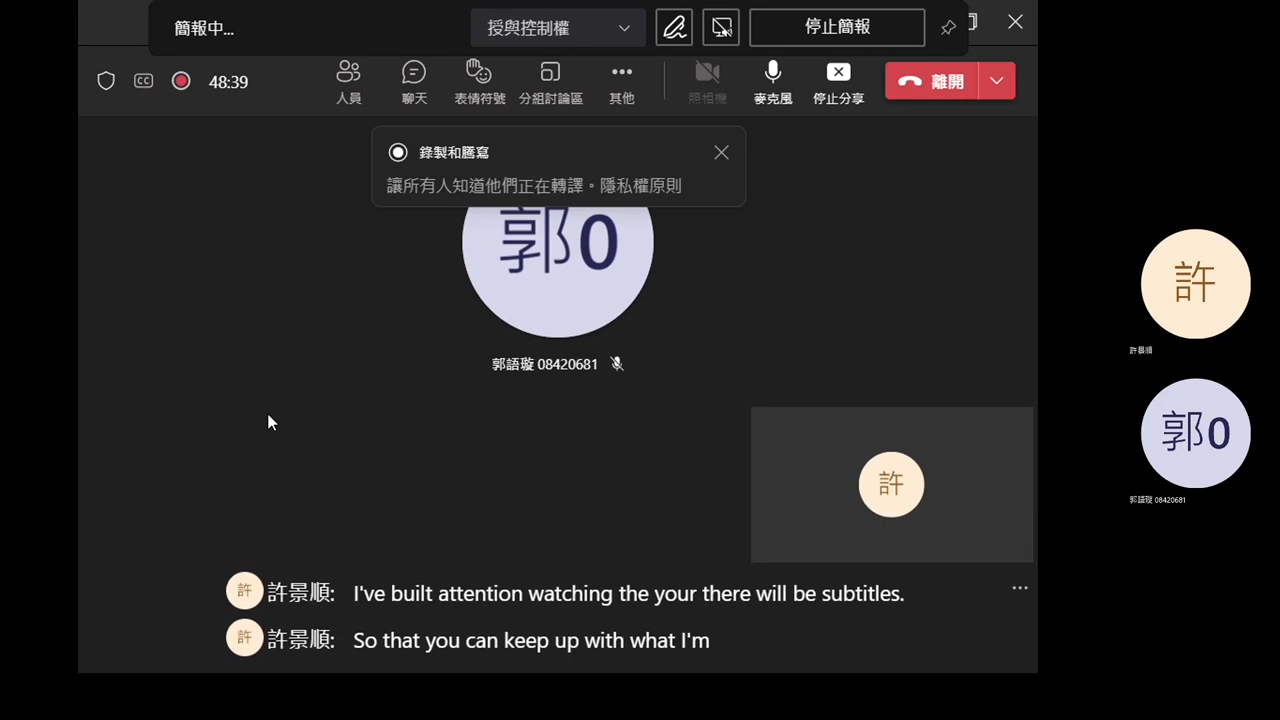 簡報中...
授與控制權
停止簡報
CC
48:39
人員
聊天
表情符號
分組討論區
其他
照相機
麥克風
停止分享
離開
錄製和騰寫
讓所有人知道他們正在轉譯。隱私權原則
郭0
郭語璇 08420681
許
許 許景順: I've built attention watching the your there will be subtitles.
許 許景順: So that you can keep up with what I'm
許
許景順
郭0
郭語璇 08420681